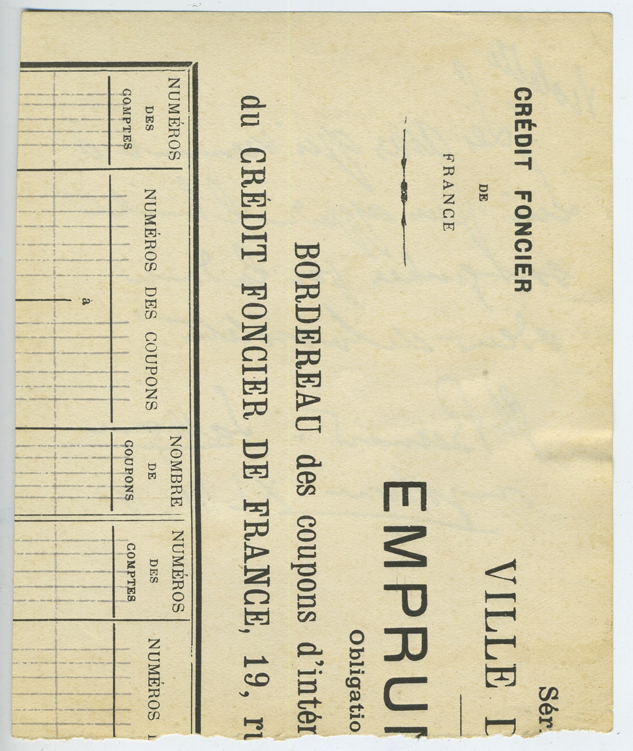 Sér
CRÉDIT FONCIER
DE
FRANCE
VILLE D
EMPRUN
Obligatio
BORDEREAU des coupons d'intér
du CRÉDIT FONCIER DE FRANCE, 19, ru
NUMÉROS
DES
COMPTES
NUMÉROS DES COUPONS
à
NOMBRE
DE
COUPONS
NUMÉROS
DES
COMPTES
NUMÉROS